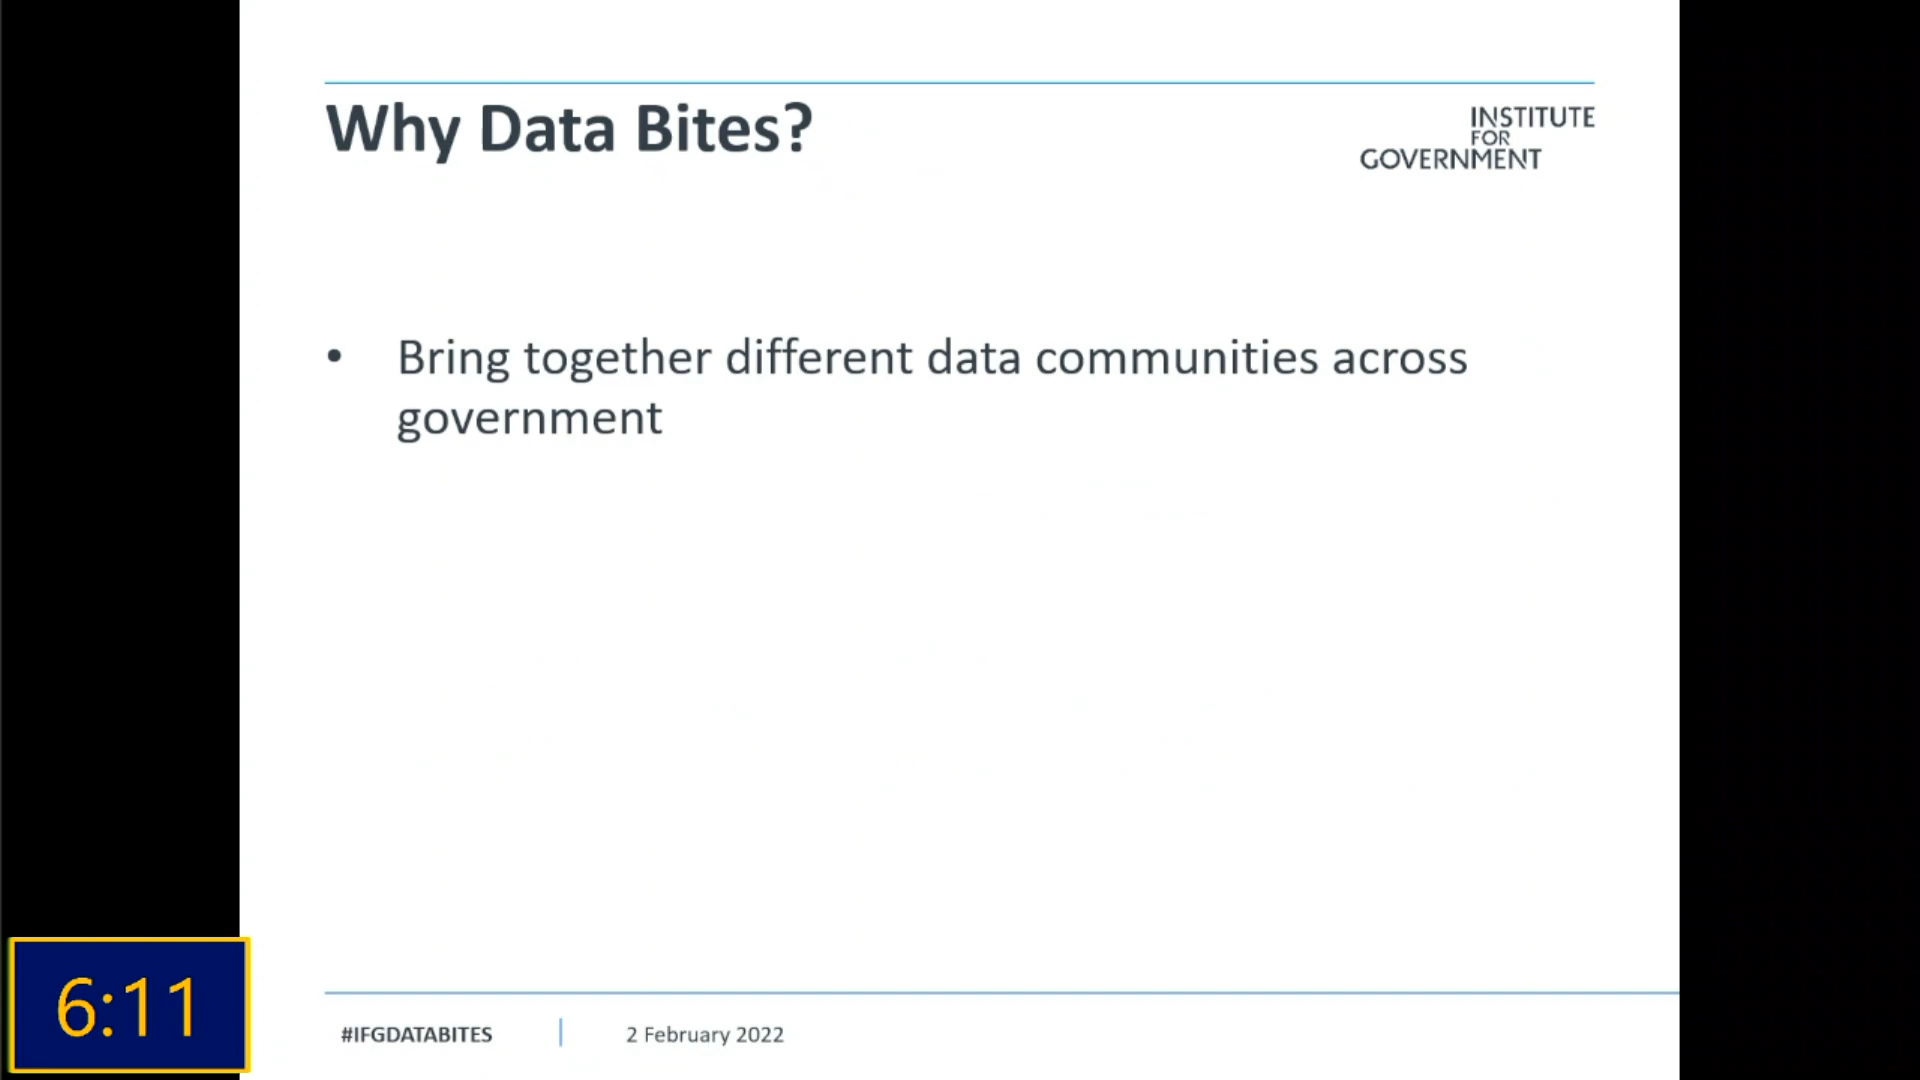 Why Data Bites?
INSTITUTE
FOR
GOVERNMENT
• Bring together different data communities across
government
6:11
#IFGDATABITES
2 February 2022